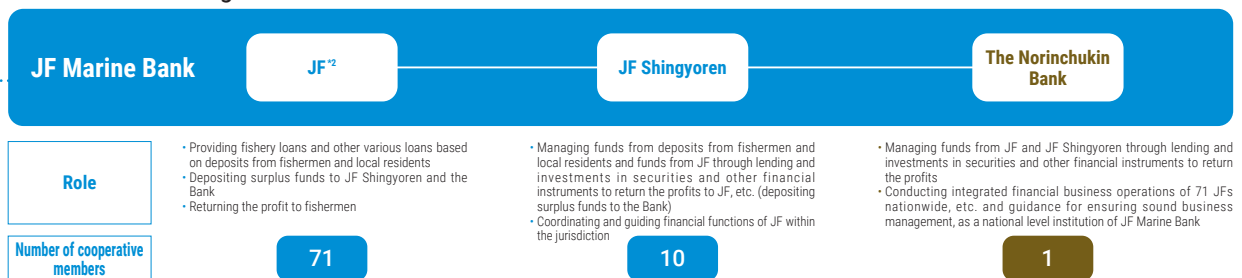 JF Marine Bank
JF*2
JF Shingyoren
The Norinchukin
Bank
Role
• Providing fishery loans and other various loans based
on deposits from fishermen and local residents
• Depositing surplus funds to JF Shingyoren and the
Bank
• Returning the profit to fishermen
• Managing funds from deposits from fishermen and
local residents and funds from JF through lending and
investments in securities and other financial
instruments to return the profits to JF, etc. (depositing
surplus funds to the Bank)
• Coordinating and guiding financial functions of JF within
the jurisdiction
• Managing funds from JF and JF Shingyoren through lending and
investments in securities and other financial instruments to return
the profits
• Conducting integrated financial business operations of 71 JFs
nationwide, etc. and guidance for ensuring sound business
management, as a national level institution of JF Marine Bank
Number of cooperative
members
71
10
1